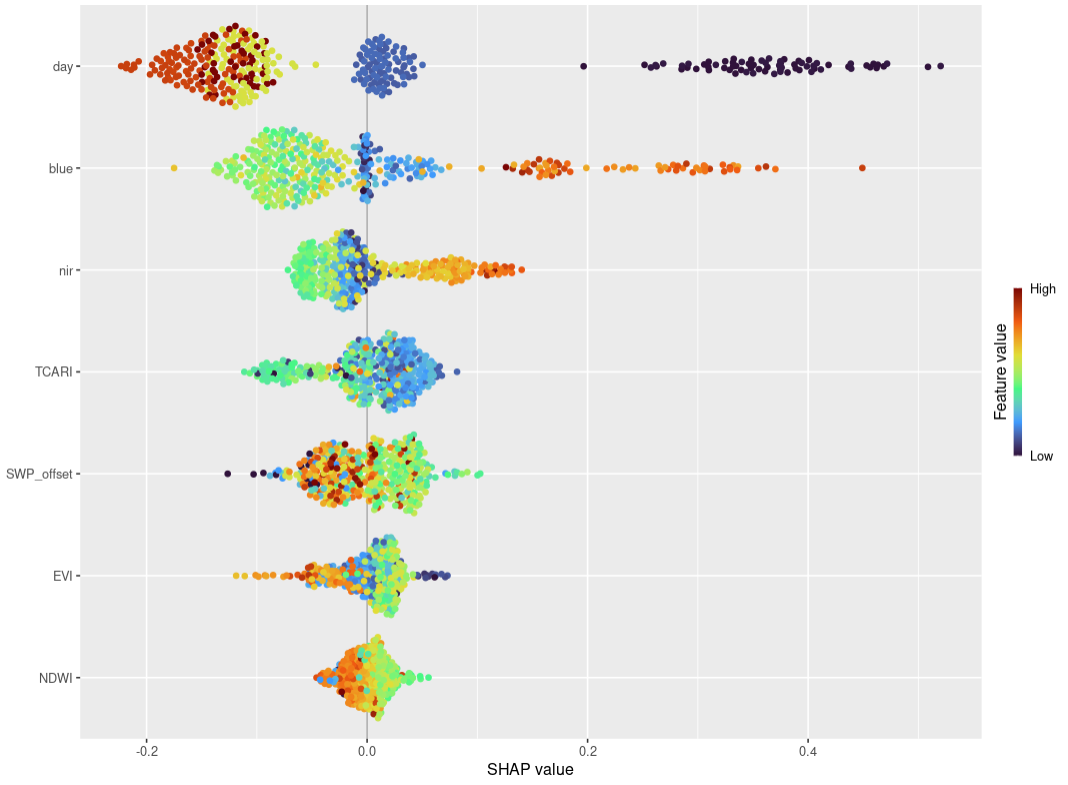 day
blue
nir
TCARI
SWP_offset
EVI
NDWI
-0.2
0.0
0.2
0.4
SHAP value
Feature value
High
Low